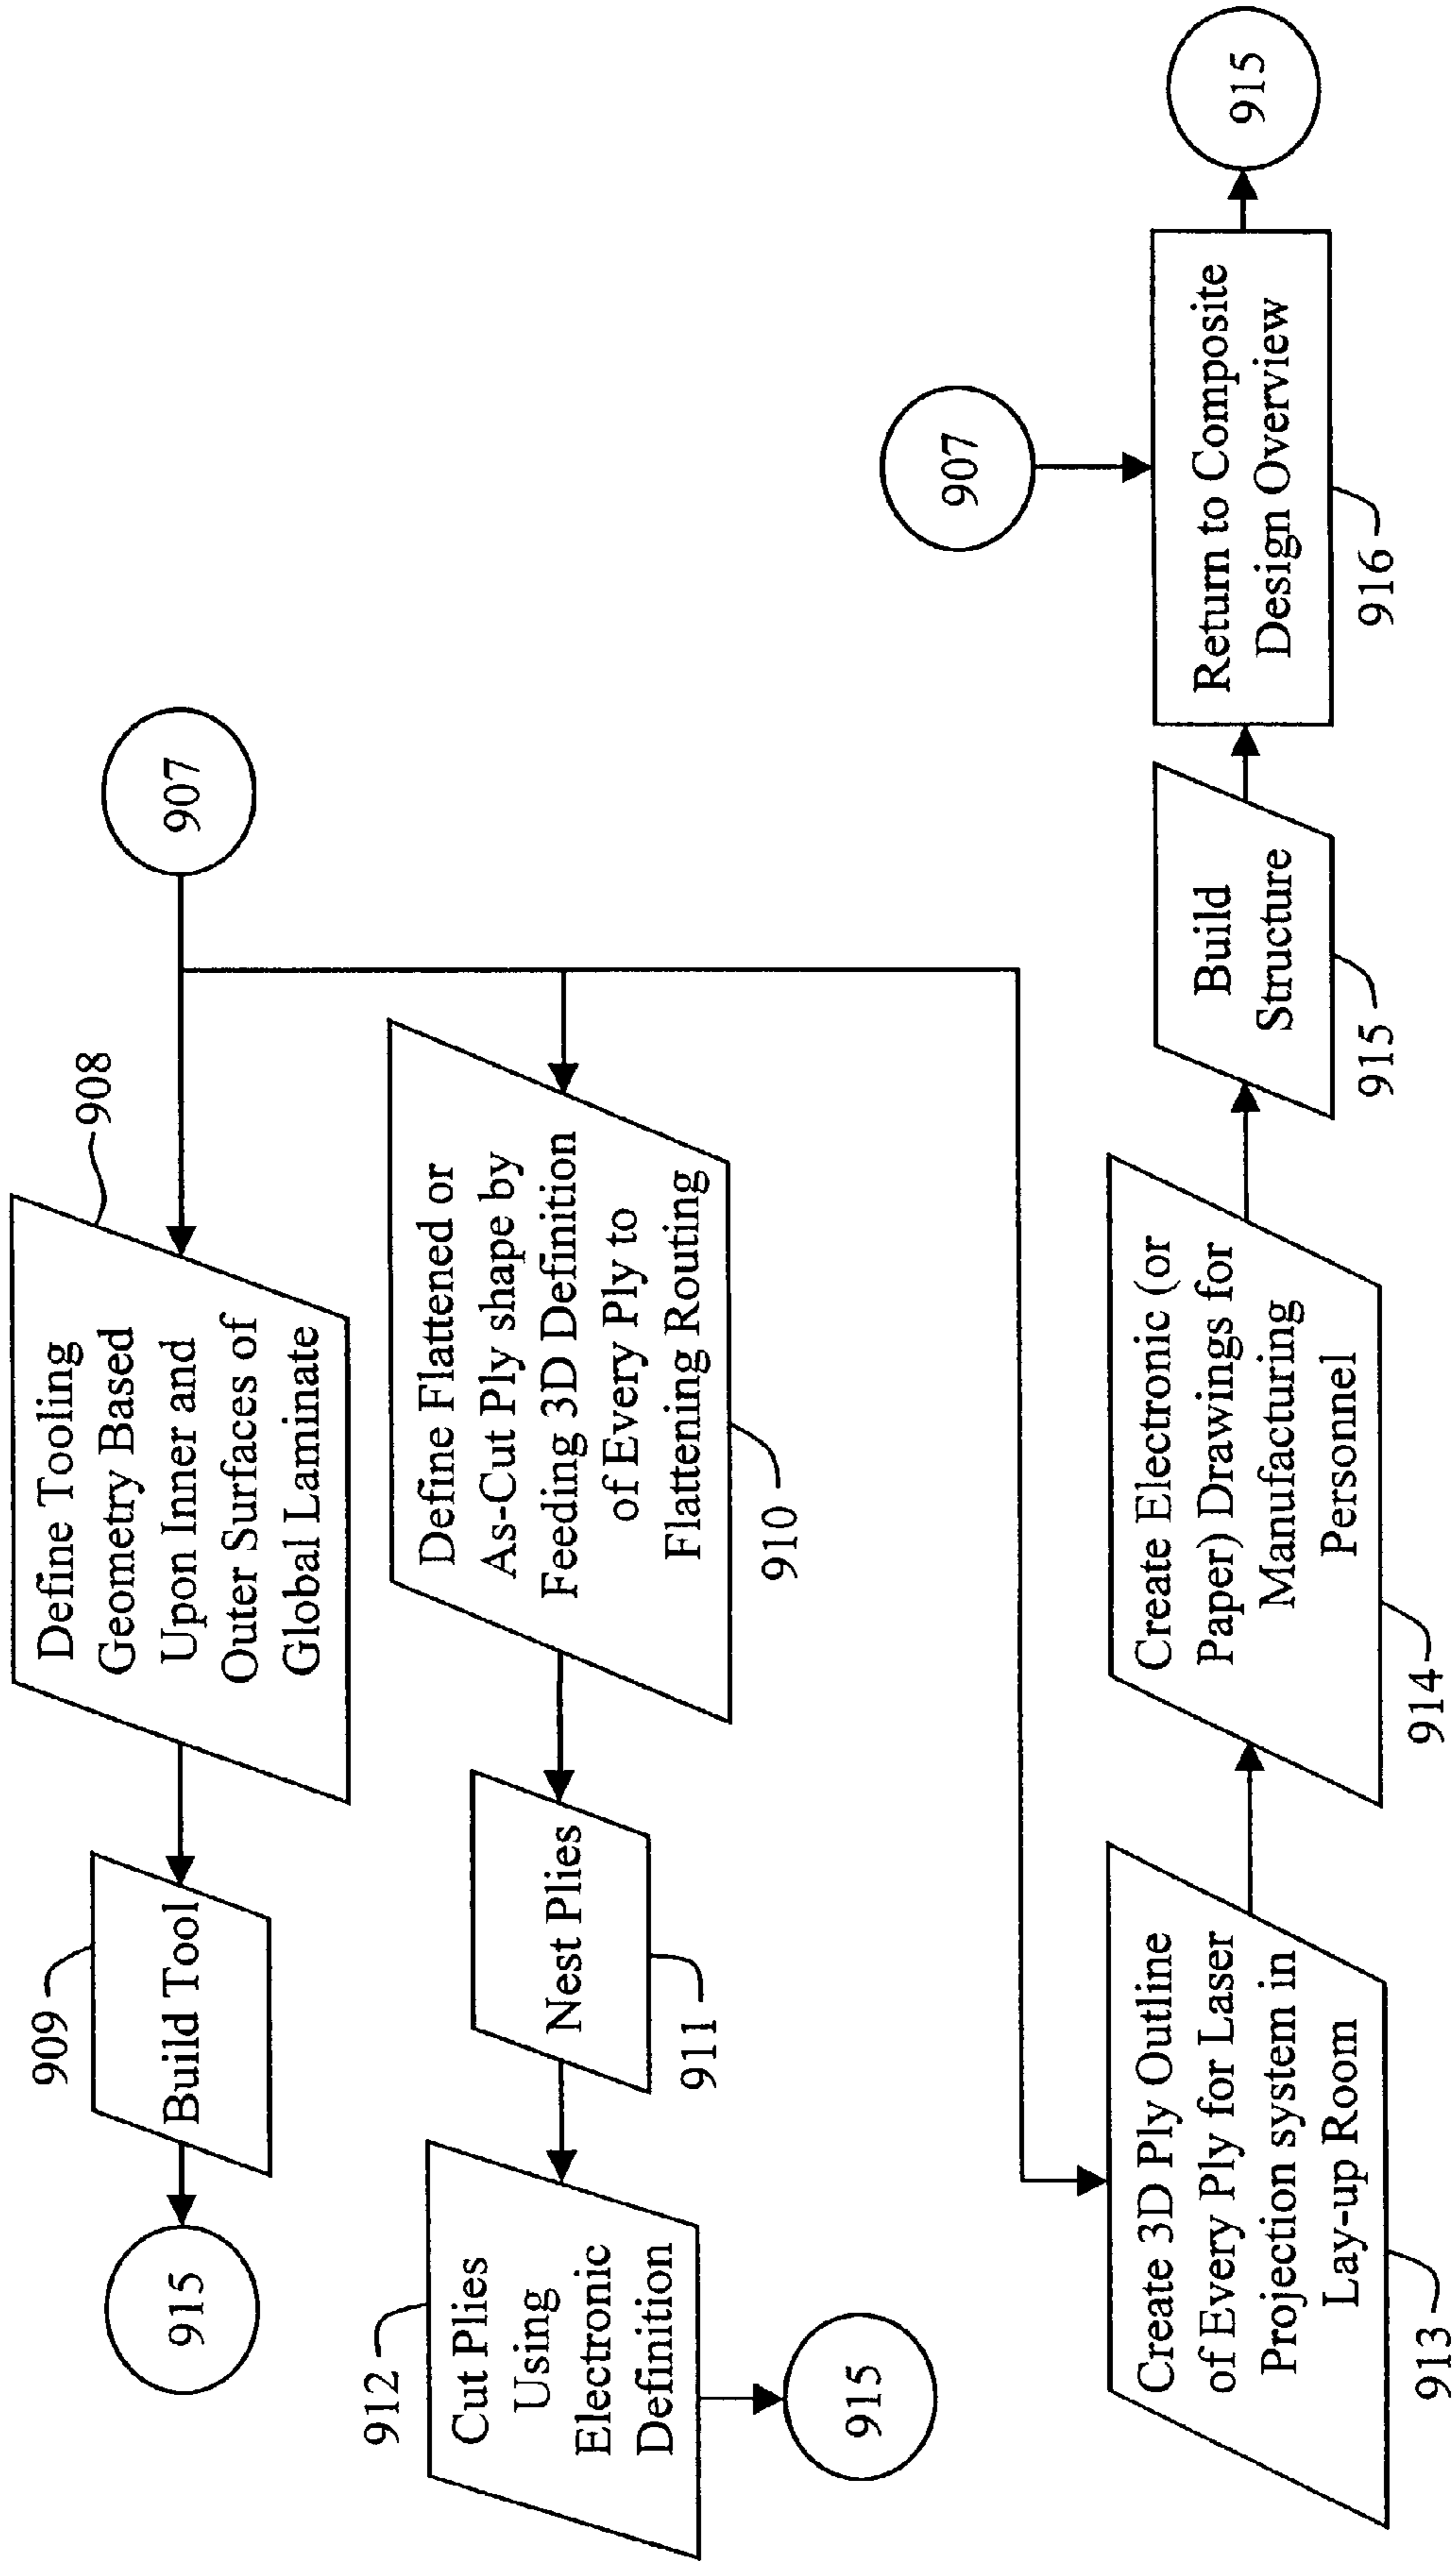 907
908
Define Tooling
Geometry Based
Upon Inner and
Outer Surfaces of
Global Laminate
909
Build Tool
915
Define Flattened or
As-Cut Ply shape by
Feeding 3D Definition
of Every Ply to
Flattening Routing
910
Nest Plies
911
912
Cut Plies
Using
Electronic
Definition
915
Create 3D Ply Outline
of Every Ply for Laser
Projection system in
Lay-up Room
913
Create Electronic (or
Paper) Drawings for
Manufacturing
Personnel
914
Build
Structure
915
907
Return to Composite
Design Overview
916
915